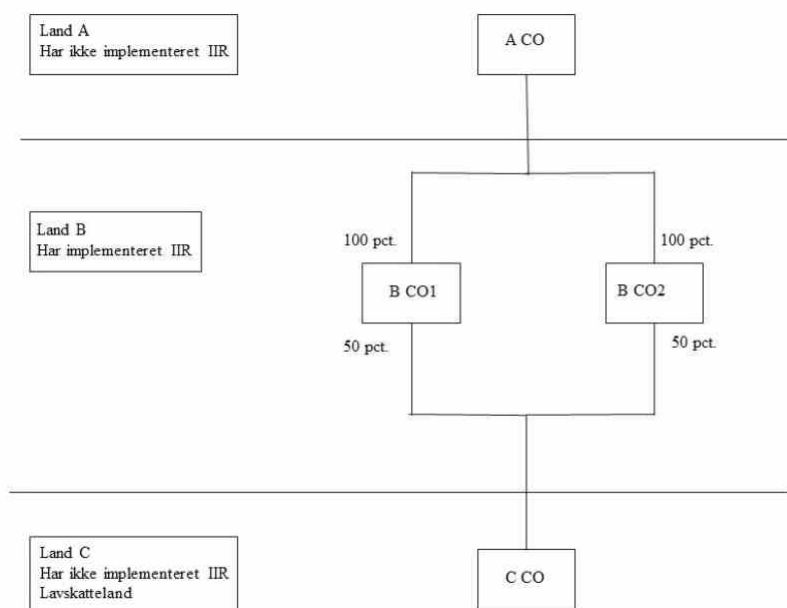 Land A
Har ikke implementeret IIR
A CO
Land B
Har implementeret IIR
100 pct.
100 pct.
B CO1
B CO2
50 pct.
50 pct.
Land C
Har ikke implementeret IIR
Lavskatteland
C CO